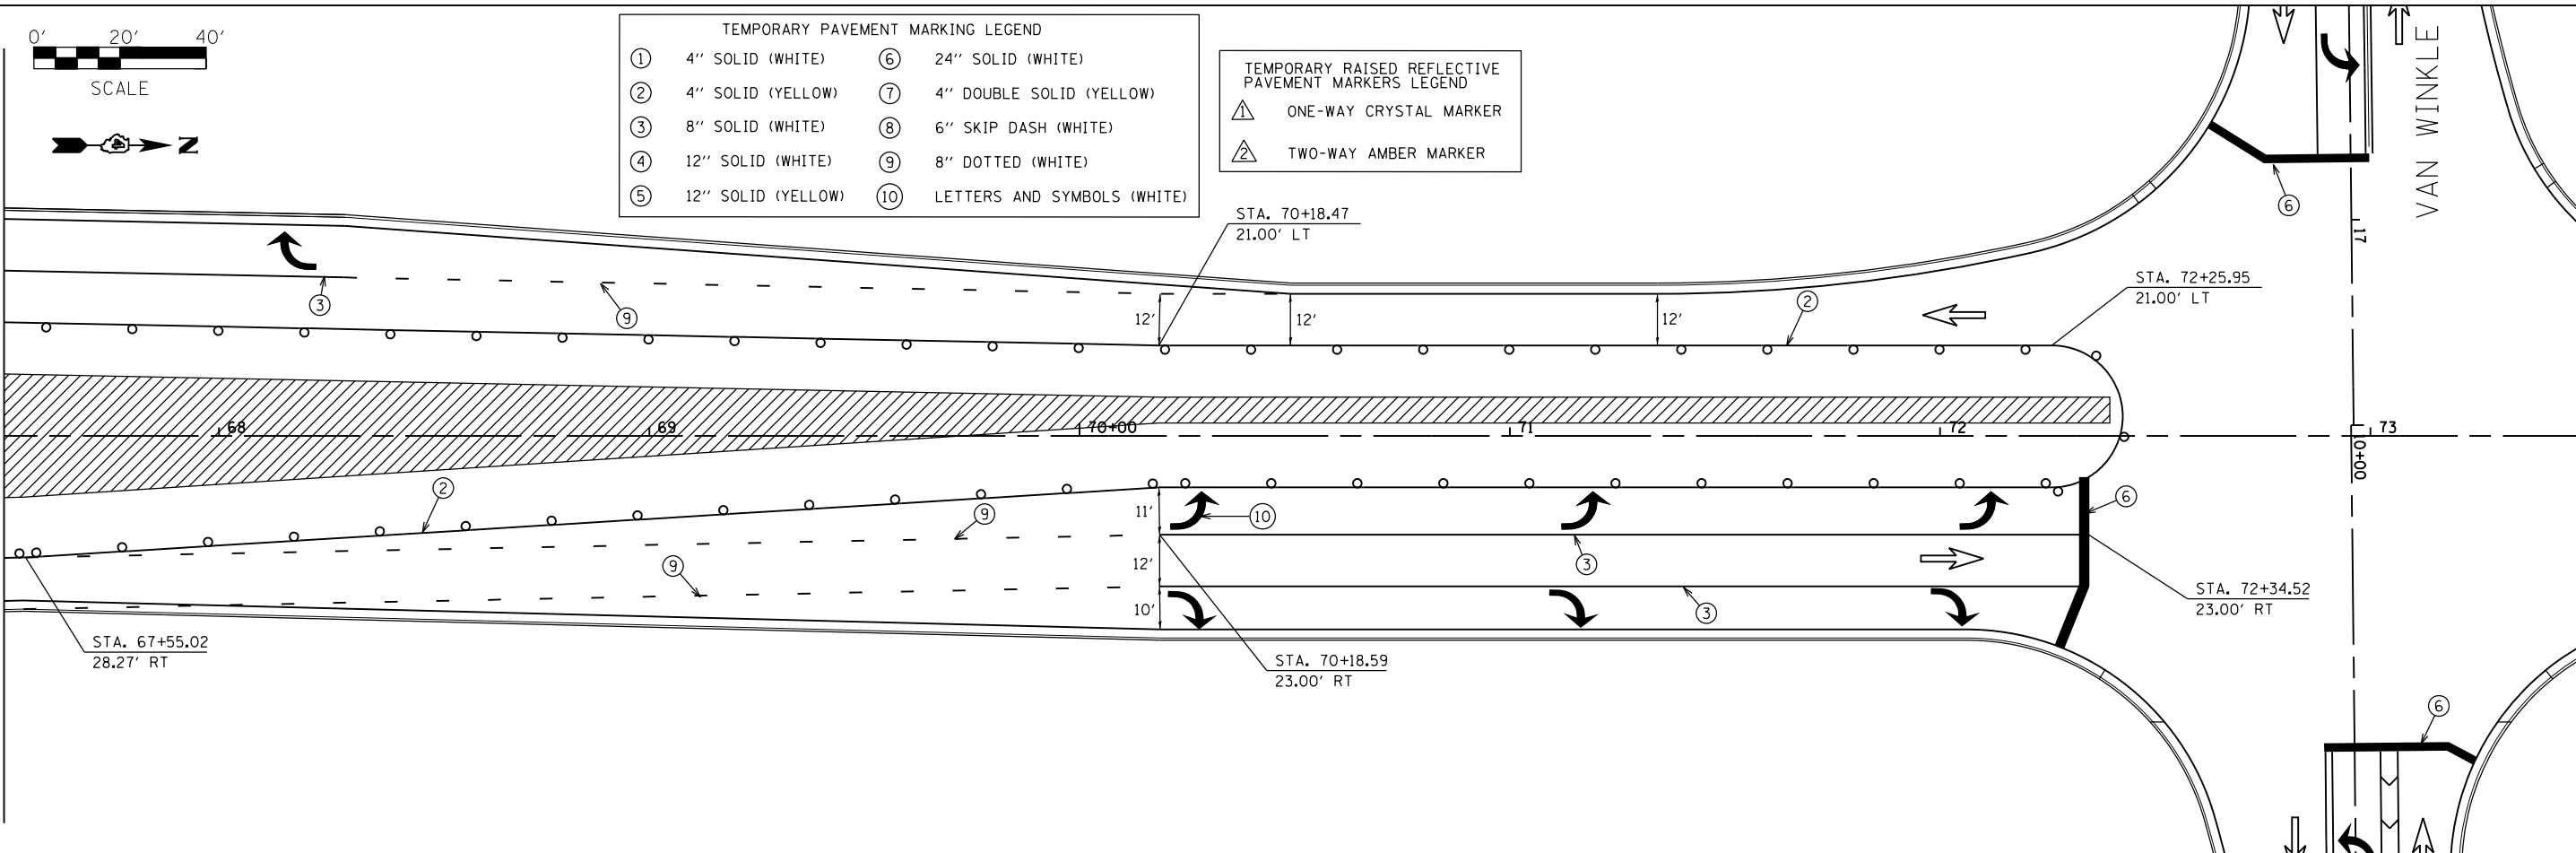 0' 20' 40'
SCALE
N
TEMPORARY PAVEMENT MARKING LEGEND
1 4'' SOLID (WHITE)
2 4'' SOLID (YELLOW)
3 8'' SOLID (WHITE)
4 12'' SOLID (WHITE)
5 12'' SOLID (YELLOW)
6 24'' SOLID (WHITE)
7 4'' DOUBLE SOLID (YELLOW)
8 6'' SKIP DASH (WHITE)
9 8'' DOTTED (WHITE)
10 LETTERS AND SYMBOLS (WHITE)
TEMPORARY RAISED REFLECTIVE
PAVEMENT MARKERS LEGEND
1 ONE-WAY CRYSTAL MARKER
2 TWO-WAY AMBER MARKER
VAN WINKLE
6
17
STA. 70+18.47
21.00' LT
STA. 72+25.95
21.00' LT
3
9
12'
12'
12'
2
68
69
70+00
71
72
73
10+00
2
9
9
11'
12'
10'
10
3
3
6
STA. 67+55.02
28.27' RT
STA. 70+18.59
23.00' RT
STA. 72+34.52
23.00' RT
6